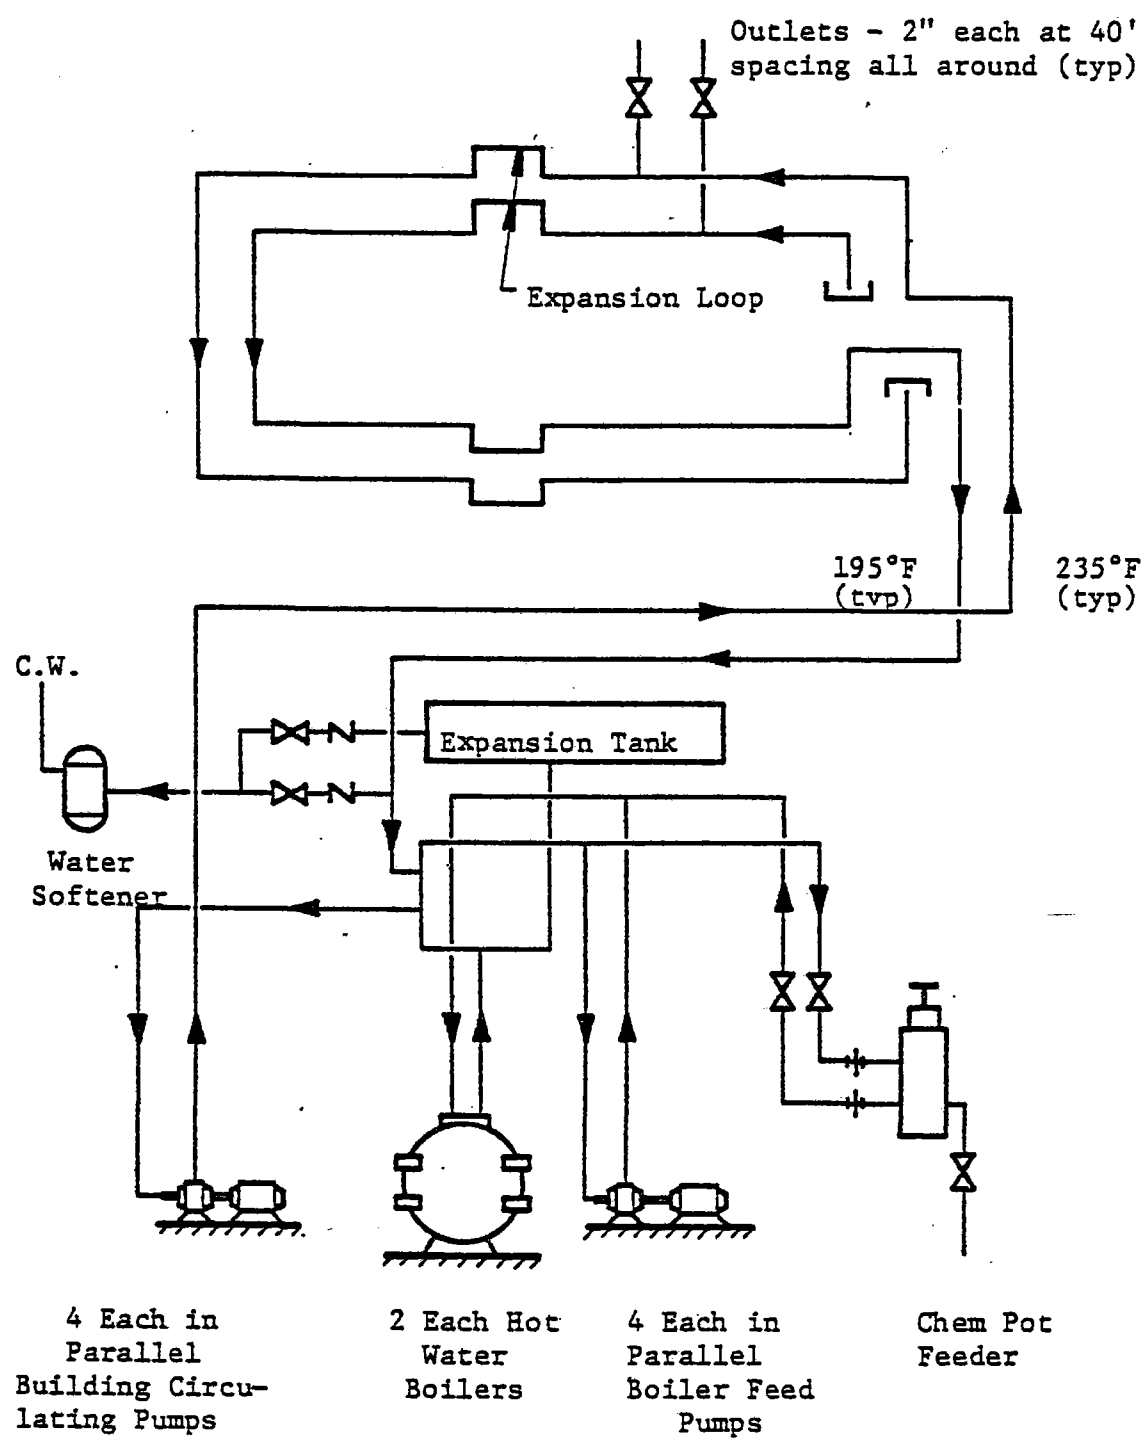 Outlets - 2" each at 40'
spacing all around (typ)
Expansion Loop
195°F
(typ)
235°F
(typ)
C.W.
Expansion Tank
Water
Softener
4 Each in
Parallel
Building Circu-
lating Pumps
2 Each Hot
Water
Boilers
4 Each in
Parallel
Boiler Feed
Pumps
Chem Pot
Feeder